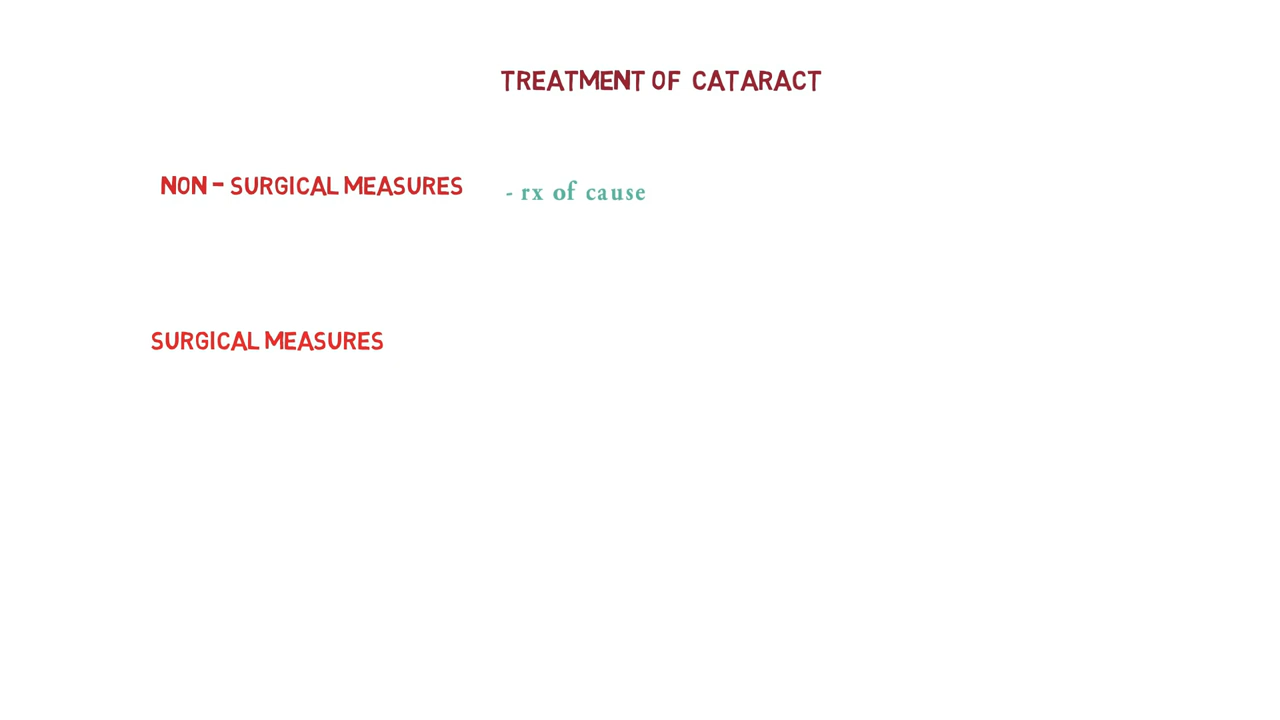 TREATMENT OF CATARACT
NON - SURGICAL MEASURES - rx of cause
SURGICAL MEASURES